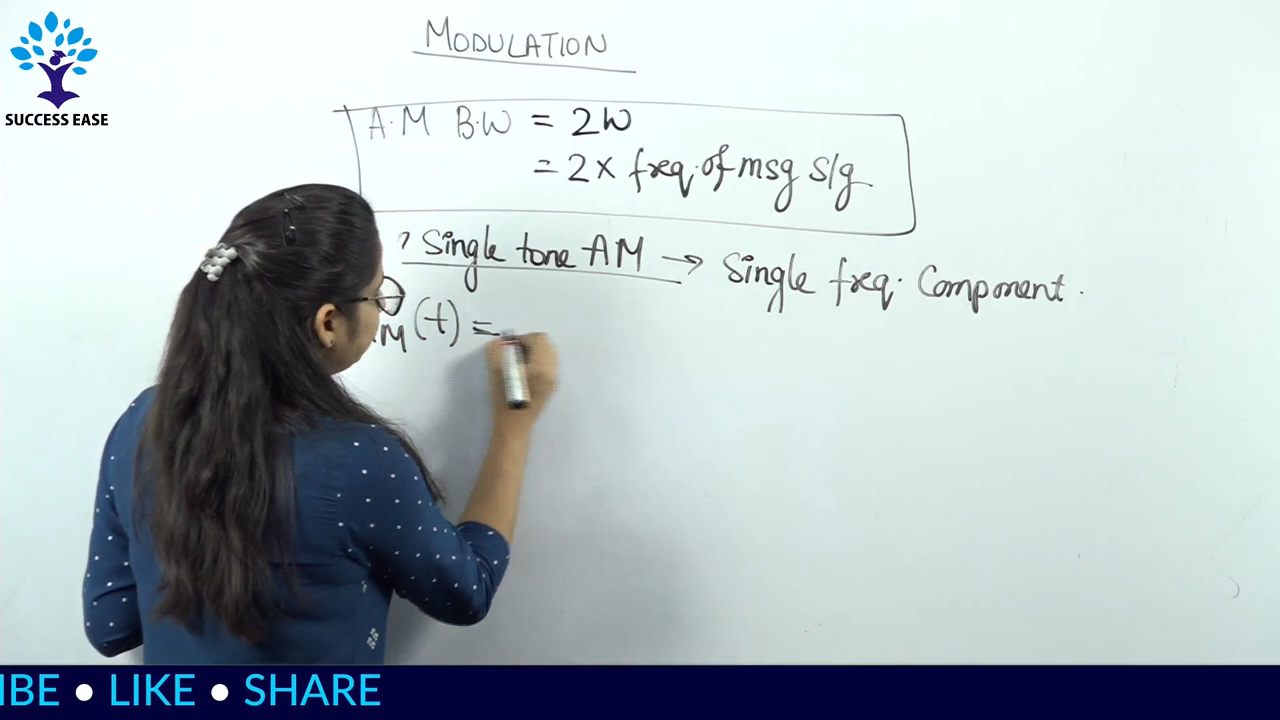 SUCCESS EASE
MODULATION
A.M B.W = 2W
= 2 x freq. of msg s/g
Single tone AM → Single freq. Component.
M (t) =
IBE • LIKE • SHARE